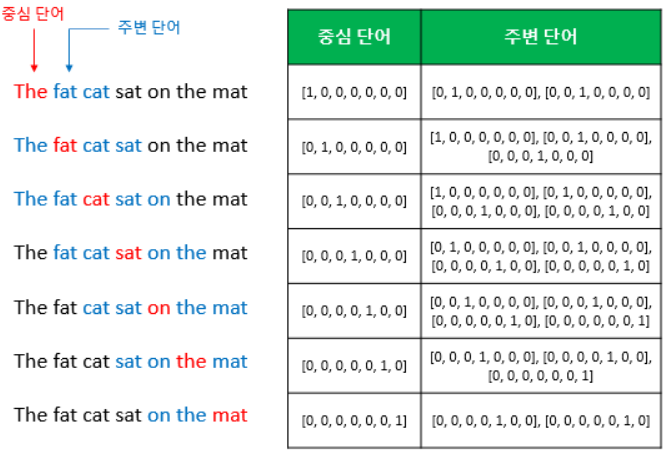 중심 단어
주변 단어
The fat cat sat on the mat
The fat cat sat on the mat
The fat cat sat on the mat
The fat cat sat on the mat
The fat cat sat on the mat
The fat cat sat on the mat
The fat cat sat on the mat
중심 단어 주변 단어
[1, 0, 0, 0, 0, 0, 0] [0, 1, 0, 0, 0, 0, 0], [0, 0, 1, 0, 0, 0, 0]
[0, 1, 0, 0, 0, 0, 0] [1, 0, 0, 0, 0, 0, 0], [0, 0, 1, 0, 0, 0, 0],
[0, 0, 0, 1, 0, 0, 0]
[0, 0, 1, 0, 0, 0, 0] [1, 0, 0, 0, 0, 0, 0], [0, 1, 0, 0, 0, 0, 0],
[0, 0, 0, 1, 0, 0, 0], [0, 0, 0, 0, 1, 0, 0]
[0, 0, 0, 1, 0, 0, 0] [0, 1, 0, 0, 0, 0, 0], [0, 0, 1, 0, 0, 0, 0],
[0, 0, 0, 0, 1, 0, 0], [0, 0, 0, 0, 0, 1, 0]
[0, 0, 0, 0, 1, 0, 0] [0, 0, 1, 0, 0, 0, 0], [0, 0, 0, 1, 0, 0, 0],
[0, 0, 0, 0, 0, 1, 0], [0, 0, 0, 0, 0, 0, 1]
[0, 0, 0, 0, 0, 1, 0] [0, 0, 0, 1, 0, 0, 0], [0, 0, 0, 0, 1, 0, 0],
[0, 0, 0, 0, 0, 0, 1]
[0, 0, 0, 0, 0, 0, 1] [0, 0, 0, 0, 1, 0, 0], [0, 0, 0, 0, 0, 1, 0]